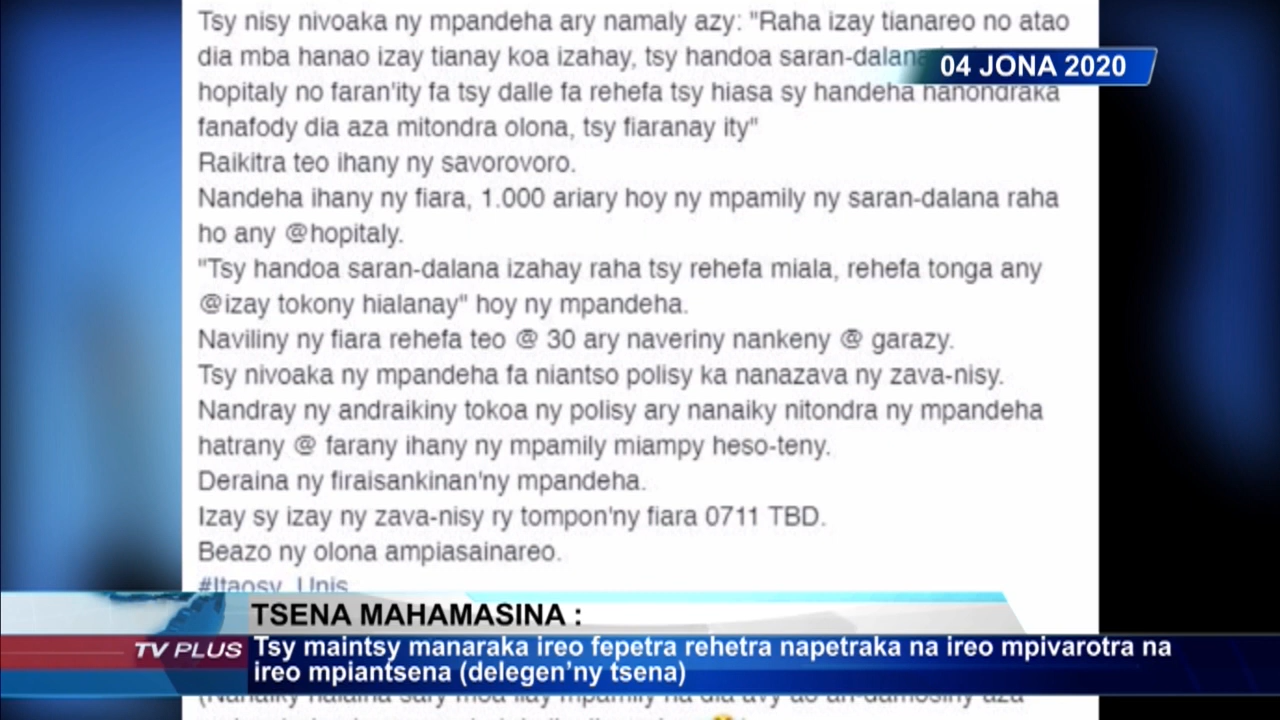 Tsy nisy nivoaka ny mpandeha ary namaly azy: "Raha izay tianareo no atao
dia mba hanao izay tianay koa izahay, tsy handoa saran-dalana
04 JONA 2020
hopitaly no faran'ity fa tsy dalle fa rehefa tsy hiasa sy handeha hanondraka
fanafody dia aza mitondra olona, tsy fiaranay ity"
Raikitra teo ihany ny savorovoro.
Nandeha ihany ny fiara, 1.000 ariary hoy ny mpamily ny saran-dalana raha
ho any @hopitaly.
"Tsy handoa saran-dalana izahay raha tsy rehefa miala, rehefa tonga any
@izay tokony hialanay" hoy ny mpandeha.
Naviliny ny fiara rehefa teo @ 30 ary naveriny nankeny @ garazy.
Tsy nivoaka ny mpandeha fa niantso polisy ka nanazava ny zava-nisy.
Nandray ny andraikiny tokoa ny polisy ary nanaiky nitondra ny mpandeha
hatrany @ farany ihany ny mpamily miampy heso-teny.
Deraina ny firaisankinan'ny mpandeha.
Izay sy izay ny zava-nisy ry tompon'ny fiara 0711 TBD.
Beazo ny olona ampiasainareo.
#Itaosy_Unis
TSENA MAHAMASINA :
TV PLUS
Tsy maintsy manaraka ireo fepetra rehetra napetraka na ireo mpivarotra na
ireo mpiantsena (delegen'ny tsena)